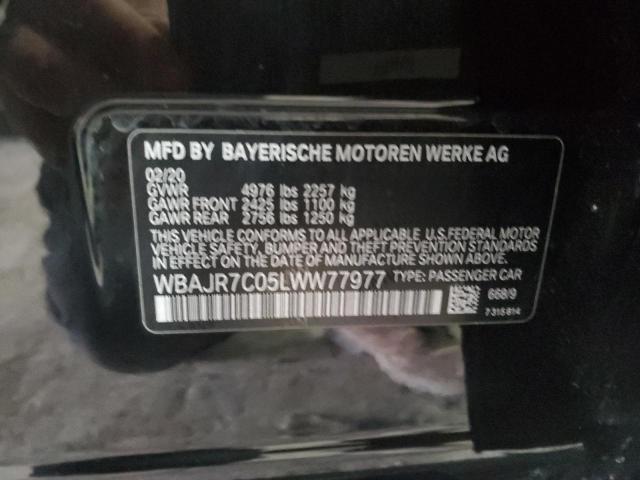 MFD BY BAYERISCHE MOTOREN WERKE AG
02/20
GVWR 4976 lbs 2257 kg
GAWR FRONT 2425 lbs 1100 kg
GAWR REAR 2756 lbs 1250 kg
THIS VEHICLE CONFORMS TO ALL APPLICABLE U.S.FEDERAL MOTOR
VEHICLE SAFETY, BUMPER AND THEFT PREVENTION STANDARDS
IN EFFECT ON THE DATE OF MANUFACTURE SHOWN ABOVE.
WBAJR7C05LWW77977 TYPE: PASSENGER CAR
668/9
7315814